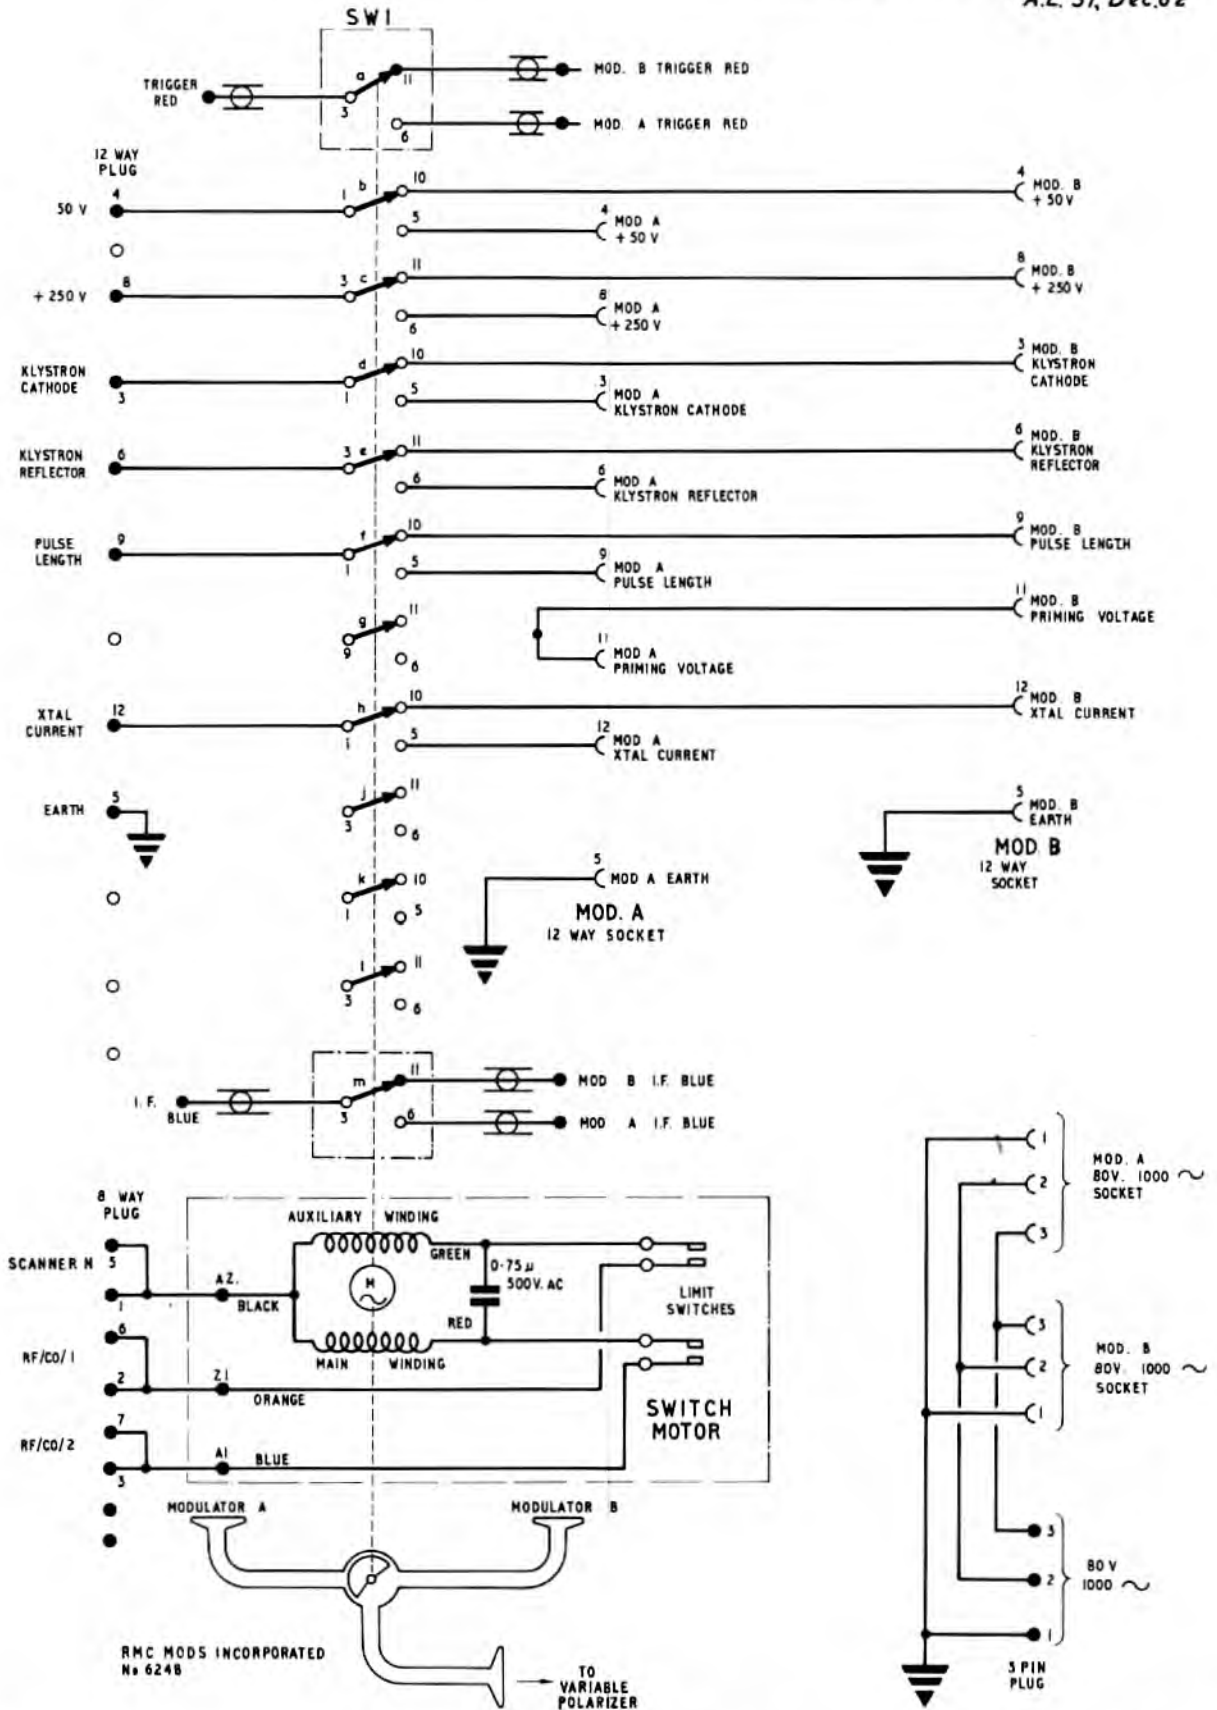 A.L. 37, Dec.62
SW1
TRIGGER
RED
a
11
3
6
MOD. B TRIGGER RED
MOD. A TRIGGER RED
12 WAY
PLUG
50 V
4
1
b
10
5
4
MOD A
+ 50 V
4
MOD. B
+ 50 V
+ 250 V
8
3
c
11
6
8
MOD A
+ 250 V
8
MOD. B
+ 250 V
KLYSTRON
CATHODE
3
d
1
10
5
3
MOD A
KLYSTRON CATHODE
3
MOD. B
KLYSTRON
CATHODE
KLYSTRON
REFLECTOR
6
3
e
11
6
6
MOD A
KLYSTRON REFLECTOR
6
MOD. B
KLYSTRON
REFLECTOR
PULSE
LENGTH
9
f
1
10
5
9
MOD A
PULSE LENGTH
9
MOD. B
PULSE LENGTH
g
9
11
6
11
MOD A
PRIMING VOLTAGE
11
MOD. B
PRIMING VOLTAGE
XTAL
CURRENT
12
h
1
10
5
12
MOD A
XTAL CURRENT
12
MOD. B
XTAL CURRENT
EARTH
5
j
3
11
6
5
MOD. B
EARTH
MOD. B
12 WAY
SOCKET
k
1
10
5
5
MOD A EARTH
MOD. A
12 WAY SOCKET
l
3
11
6
I.F.
BLUE
m
3
11
6
MOD B I.F. BLUE
MOD A I.F. BLUE
8 WAY
PLUG
SCANNER N
5
1
RF/CO/1
6
2
RF/CO/2
7
3
AUXILIARY WINDING
GREEN
A2.
BLACK
M
0·75 µ
500V. AC
RED
MAIN WINDING
LIMIT
SWITCHES
Z1
ORANGE
SWITCH
MOTOR
A1
BLUE
MODULATOR A
MODULATOR B
RMC MODS INCORPORATED
No 624B
TO
VARIABLE
POLARIZER
1
2
3
MOD. A
80V. 1000 ~
SOCKET
3
2
1
MOD. B
80V. 1000 ~
SOCKET
3
2
1
80 V
1000 ~
3 PIN
PLUG